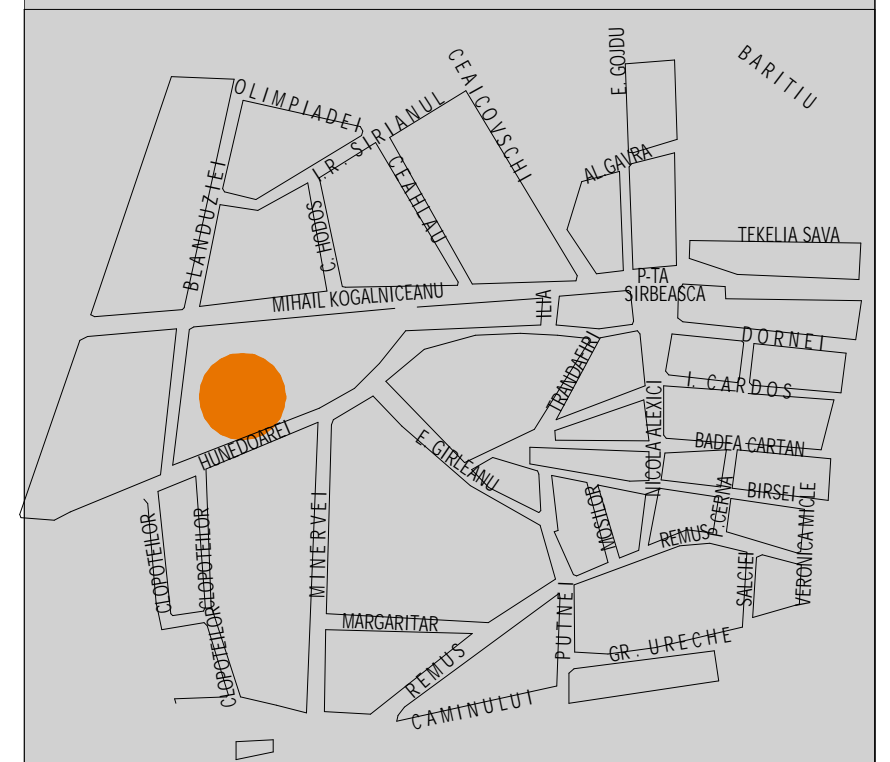 E. GOJDU
BARITIU
CEAICOVSCHI
OLIMPIADEI
I.R. SIRIANUL
AL.GAVRA
CEAHLAU
BLANDUZIEI
C. HODOS
TEKELIA SAVA
P-TA
SIRBEASCA
MIHAIL KOGALNICEANU
ILIA
DORNEI
TRANDAFIRI
I. CARDOS
NICOLA ALEXICI
HUNEDOAREI
E. GIRLEANU
BADEA CARTAN
BIRSEI
P.CERNA
VERONICA MICLE
MINERVEI
CLOPOTEILOR
CLOPOTEILOR
MOSILOR
REMUS
SALCIEI
PUTNEI
MARGARITAR
CLOPOTEILOR
GR. URECHE
REMUS
CAMINULUI